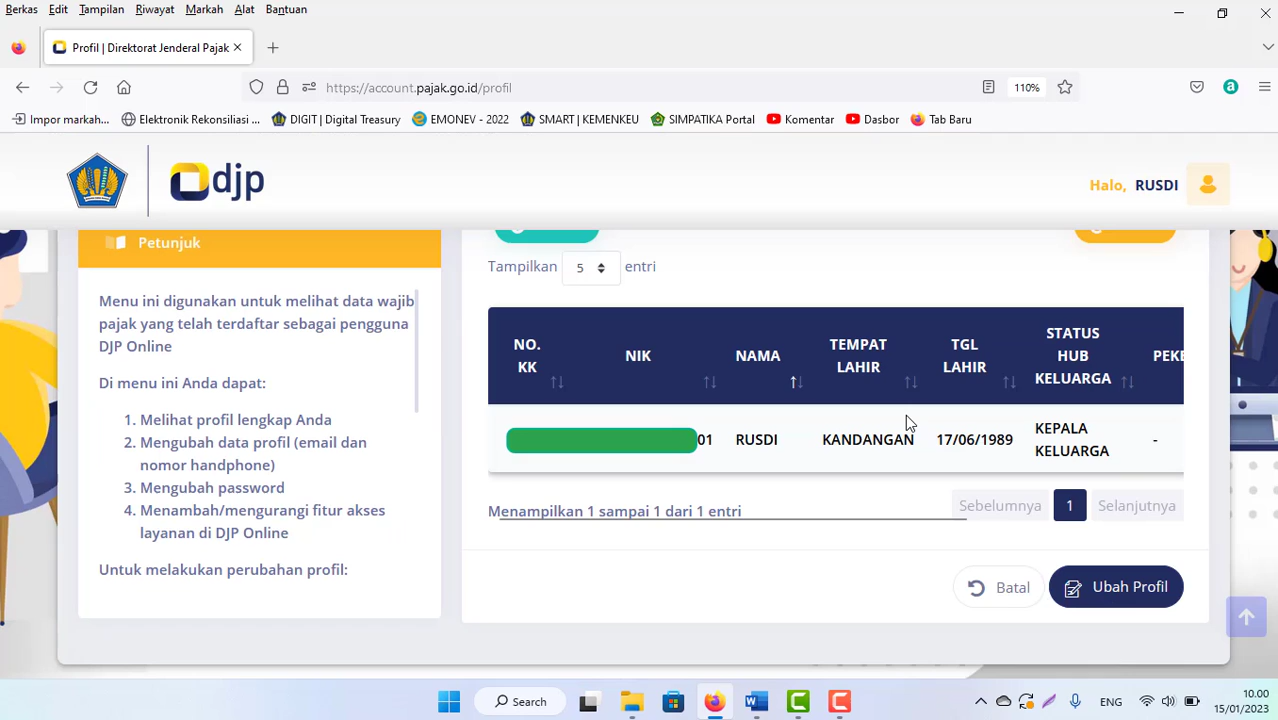 Berkas Edit Tampilan Riwayat Markah Alat Bantuan
Profil | Direktorat Jenderal Pajak
https://account.pajak.go.id/profil
110%
a
Impor markah... Elektronik Rekonsiliasi ... DIGIT | Digital Treasury EMONEV - 2022 SMART | KEMENKEU SIMPATIKA Portal Komentar Dasbor Tab Baru
djp
Halo, RUSDI
Petunjuk
Menu ini digunakan untuk melihat data wajib
pajak yang telah terdaftar sebagai pengguna
DJP Online
Di menu ini Anda dapat:
1. Melihat profil lengkap Anda
2. Mengubah data profil (email dan
nomor handphone)
3. Mengubah password
4. Menambah/mengurangi fitur akses
layanan di DJP Online
Untuk melakukan perubahan profil:
Tampilkan 5 entri
NO. KK NIK NAMA TEMPAT LAHIR TGL LAHIR STATUS HUB KELUARGA PEKE
01 RUSDI KANDANGAN 17/06/1989 KEPALA KELUARGA -
Menampilkan 1 sampai 1 dari 1 entri
Sebelumnya 1 Selanjutnya
Batal Ubah Profil
Search
ENG
10.00
15/01/2023